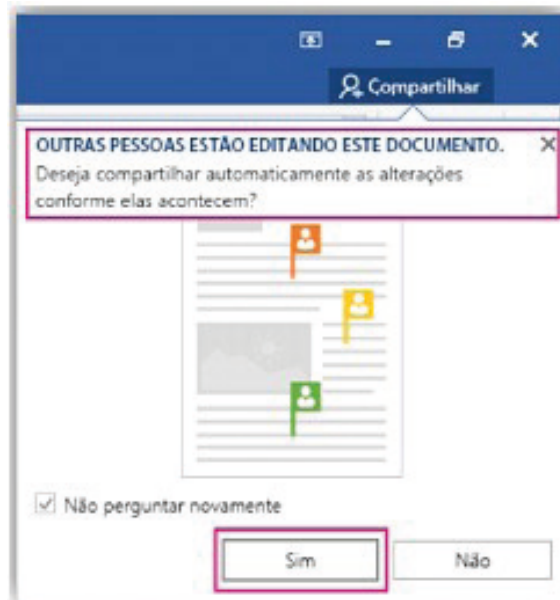 Compartilhar
OUTRAS PESSOAS ESTÃO EDITANDO ESTE DOCUMENTO.
Deseja compartilhar automaticamente as alterações
conforme elas acontecem?
Não perguntar novamente
Sim
Não